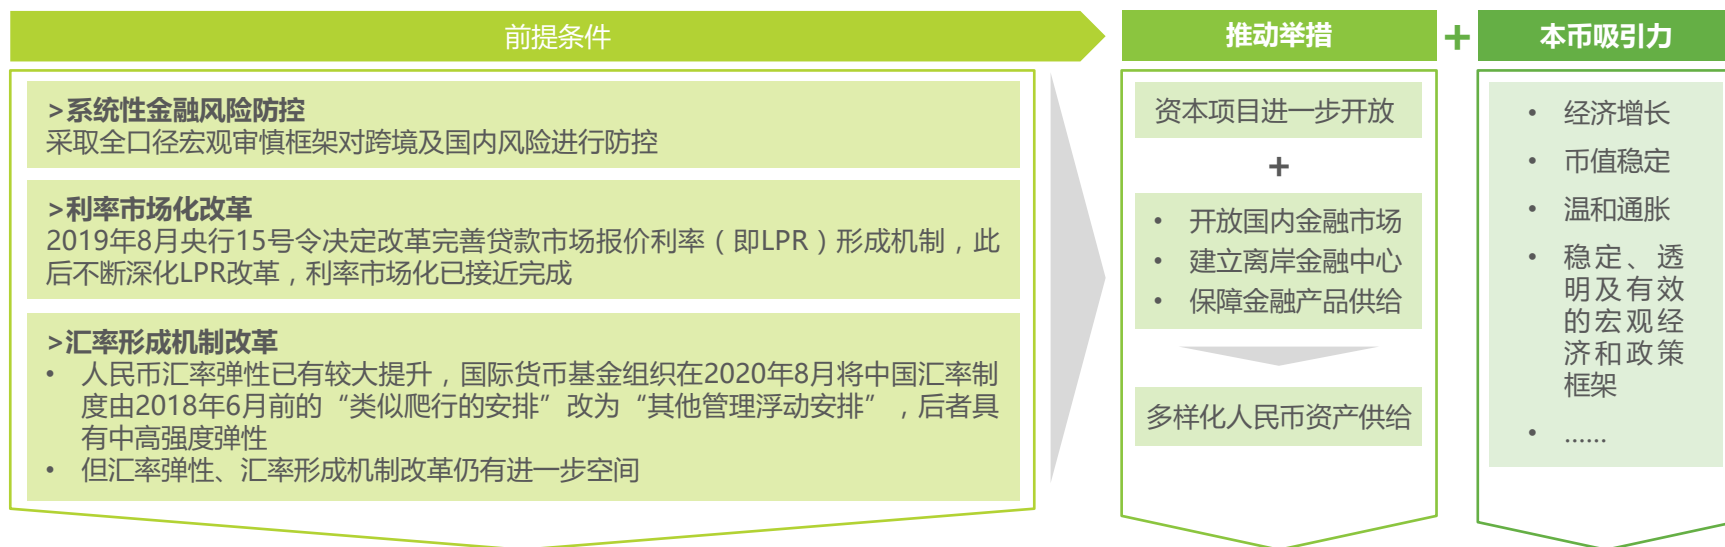 前提条件
>系统性金融风险防控
采取全口径宏观审慎框架对跨境及国内风险进行防控
>利率市场化改革
2019年8月央行15号令决定改革完善贷款市场报价利率（即LPR）形成机制，此
后不断深化LPR改革，利率市场化已接近完成
>汇率形成机制改革
• 人民币汇率弹性已有较大提升，国际货币基金组织在2020年8月将中国汇率制
度由2018年6月前的“类似爬行的安排”改为“其他管理浮动安排”，后者具
有中高强度弹性
• 但汇率弹性、汇率形成机制改革仍有进一步空间
推动举措
资本项目进一步开放
+
• 开放国内金融市场
• 建立离岸金融中心
• 保障金融产品供给
多样化人民币资产供给
+
本币吸引力
• 经济增长
• 币值稳定
• 温和通胀
• 稳定、透
明及有效
的宏观经
济和政策
框架
• ......